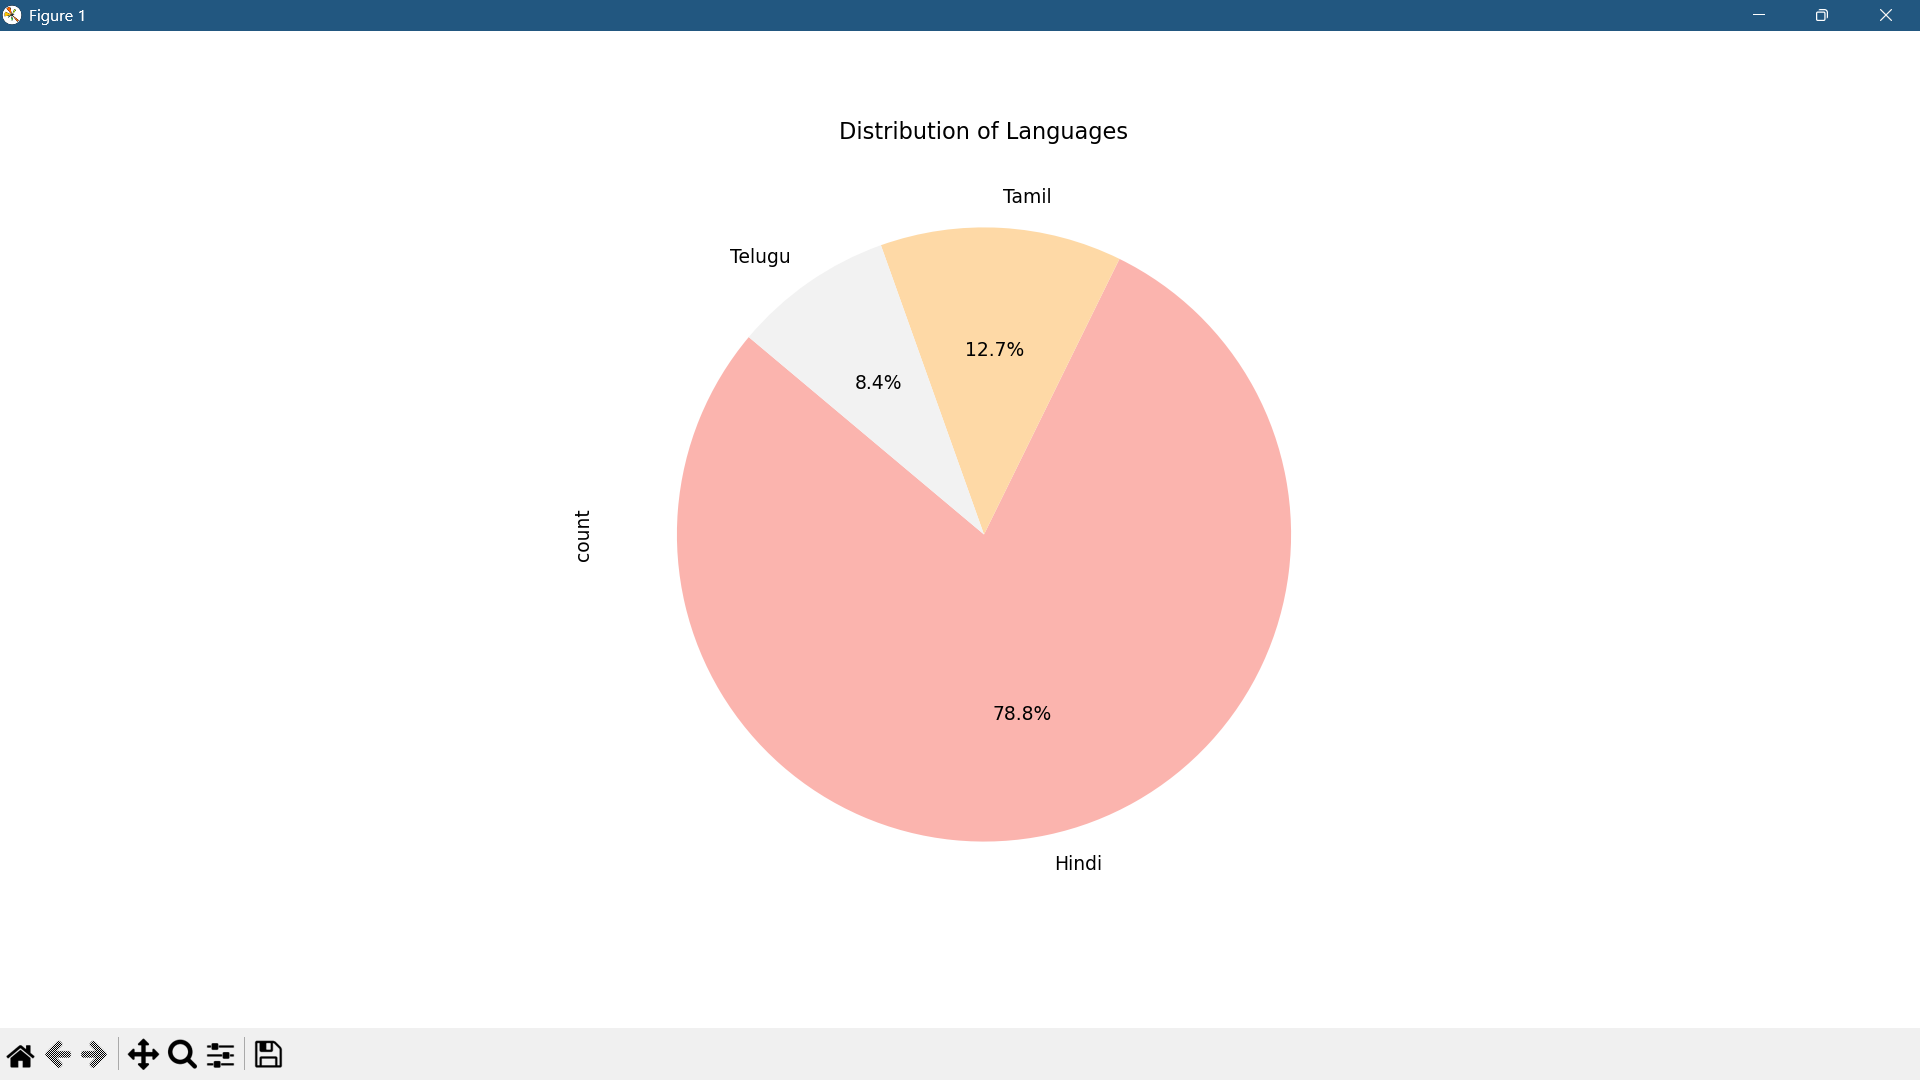 Figure 1
Distribution of Languages
Tamil
Telugu
12.7%
8.4%
count
78.8%
Hindi